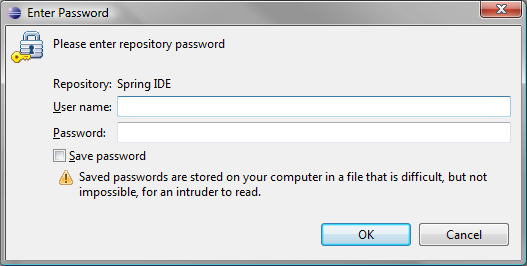 Enter Password
Please enter repository password
Repository: Spring IDE
User name:
Password:
Save password
Saved passwords are stored on your computer in a file that is difficult, but not
impossible, for an intruder to read.
OK Cancel